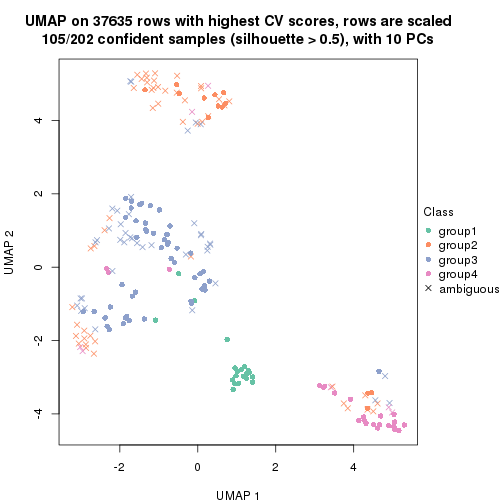 UMAP on 37635 rows with highest CV scores, rows are scaled
105/202 confident samples (silhouette > 0.5), with 10 PCs
4
2
0
-2
-4
UMAP 2
-2
0
2
4
UMAP 1
Class
group1
group2
group3
group4
ambiguous